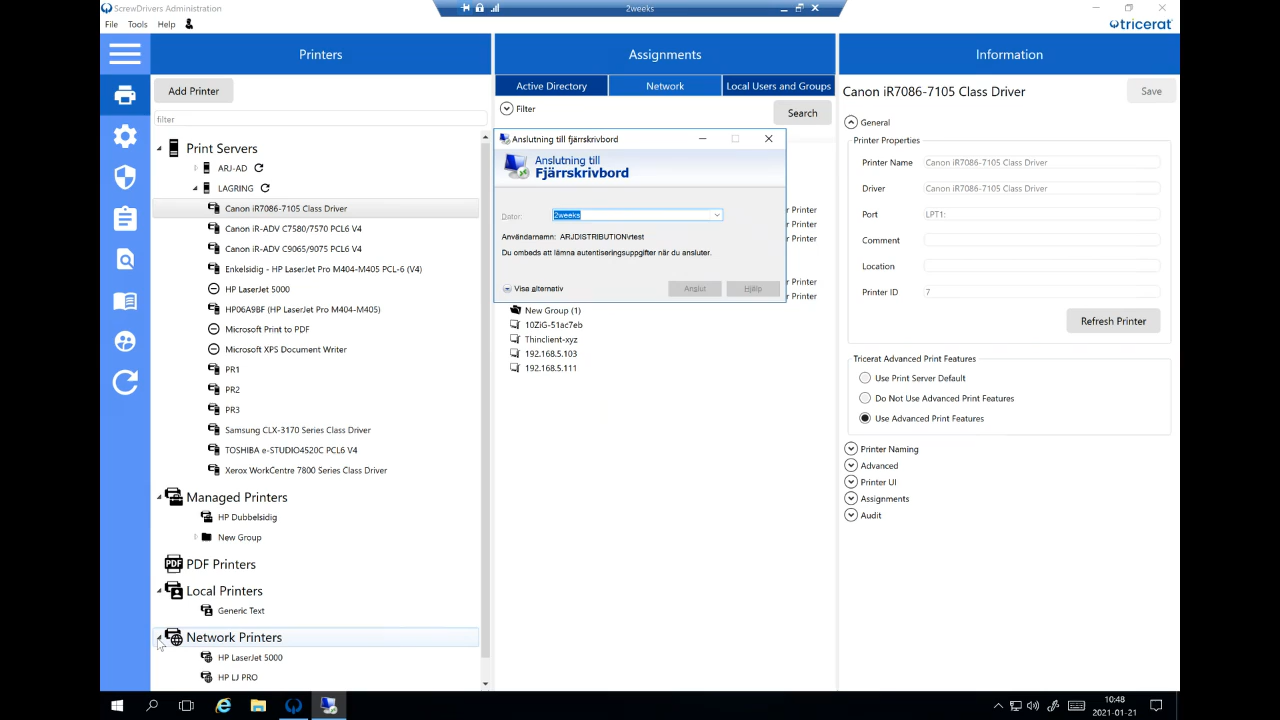 ScrewDrivers Administration
2weeks
File Tools Help
tricerat
Printers
Assignments
Information
Add Printer
Active Directory
Network
Local Users and Groups
Canon iR7086-7105 Class Driver
Save
filter
Filter
Search
General
Print Servers
ARJ-AD
LAGRING
Canon iR7086-7105 Class Driver
Canon iR-ADV C7580/7570 PCL6 V4
Canon iR-ADV C9065/9075 PCL6 V4
Enkelsidig - HP LaserJet Pro M404-M405 PCL-6 (V4)
HP LaserJet 5000
HP06A9BF (HP LaserJet Pro M404-M405)
Microsoft Print to PDF
Microsoft XPS Document Writer
PR1
PR2
PR3
Samsung CLX-3170 Series Class Driver
TOSHIBA e-STUDIO4520C PCL6 V4
Xerox WorkCentre 7800 Series Class Driver
Managed Printers
HP Dubbelsidig
New Group
PDF
PDF Printers
Local Printers
Generic Text
Network Printers
HP LaserJet 5000
HP LJ PRO
Anslutning till fjärrskrivbord
Anslutning till
Fjärrskrivbord
Dator:
2weeks
Användarnamn: ARJDISTRIBUTION\test
Du ombeds att lämna autentiseringsuppgifter när du ansluter.
Visa alternativ
Anslut
Hjälp
r Printer
r Printer
r Printer
r Printer
r Printer
New Group (1)
10ZiG-51ac7eb
Thinclient-xyz
192.168.5.103
192.168.5.111
Printer Properties
Printer Name Canon iR7086-7105 Class Driver
Driver Canon iR7086-7105 Class Driver
Port LPT1:
Comment
Location
Printer ID 7
Refresh Printer
Tricerat Advanced Print Features
Use Print Server Default
Do Not Use Advanced Print Features
Use Advanced Print Features
Printer Naming
Advanced
Printer UI
Assignments
Audit
10:48
2021-01-21